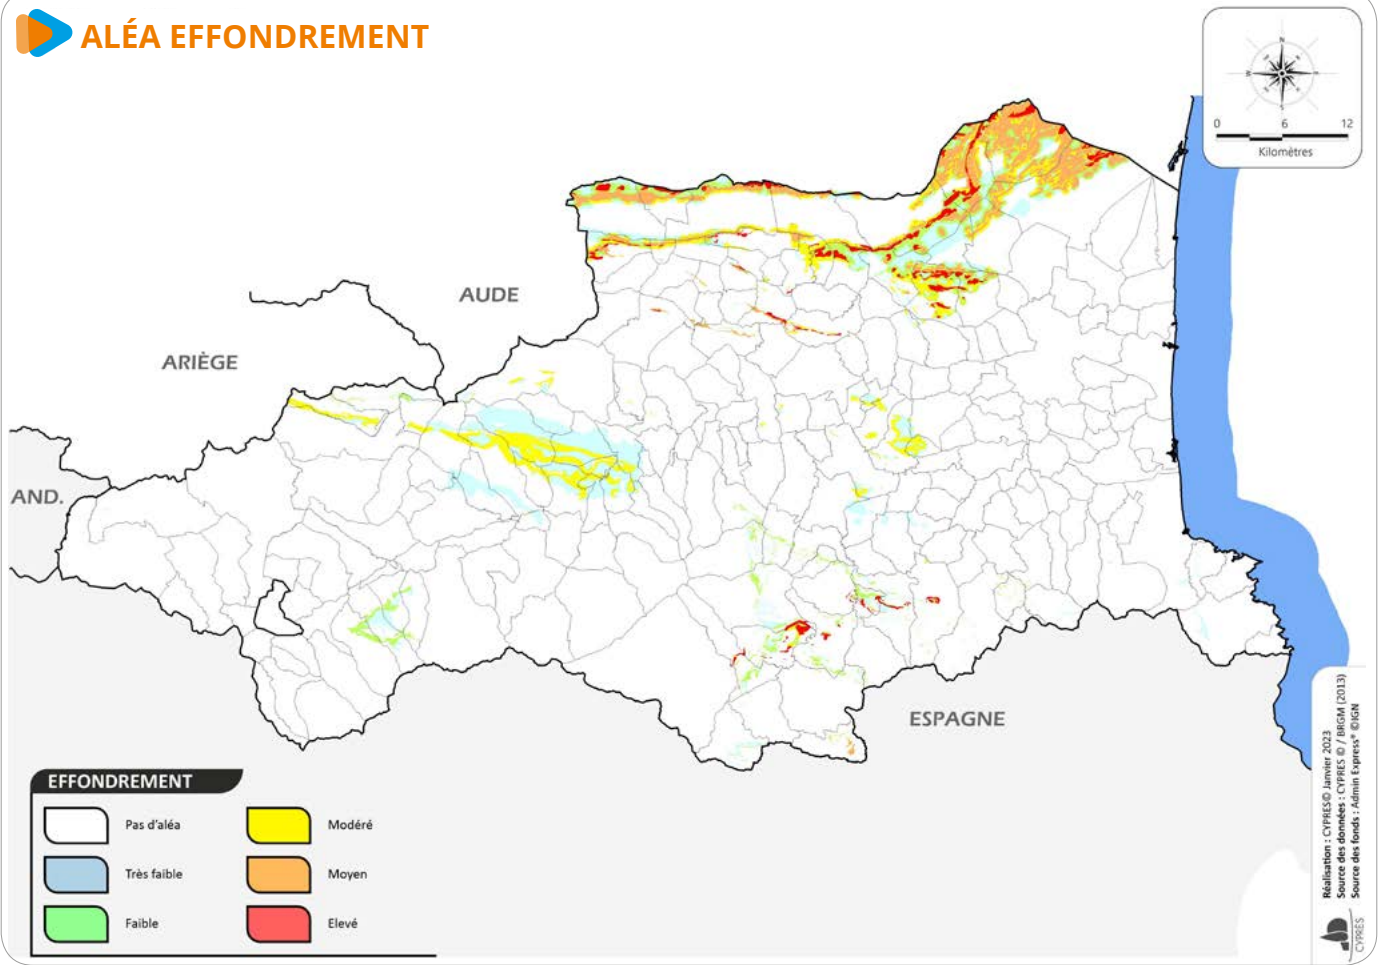 ALÉA EFFONDREMENT
N
0 6 12
Kilomètres
AUDE
ARIÈGE
AND.
ESPAGNE
EFFONDREMENT
Pas d'aléa
Très faible
Faible
Modéré
Moyen
Elevé
Réalisation : CYPRES© Janvier 2023
Source des données : CYPRES © / BRGM (2013)
Source des fonds : Admin Express® ©IGN
CYPRES